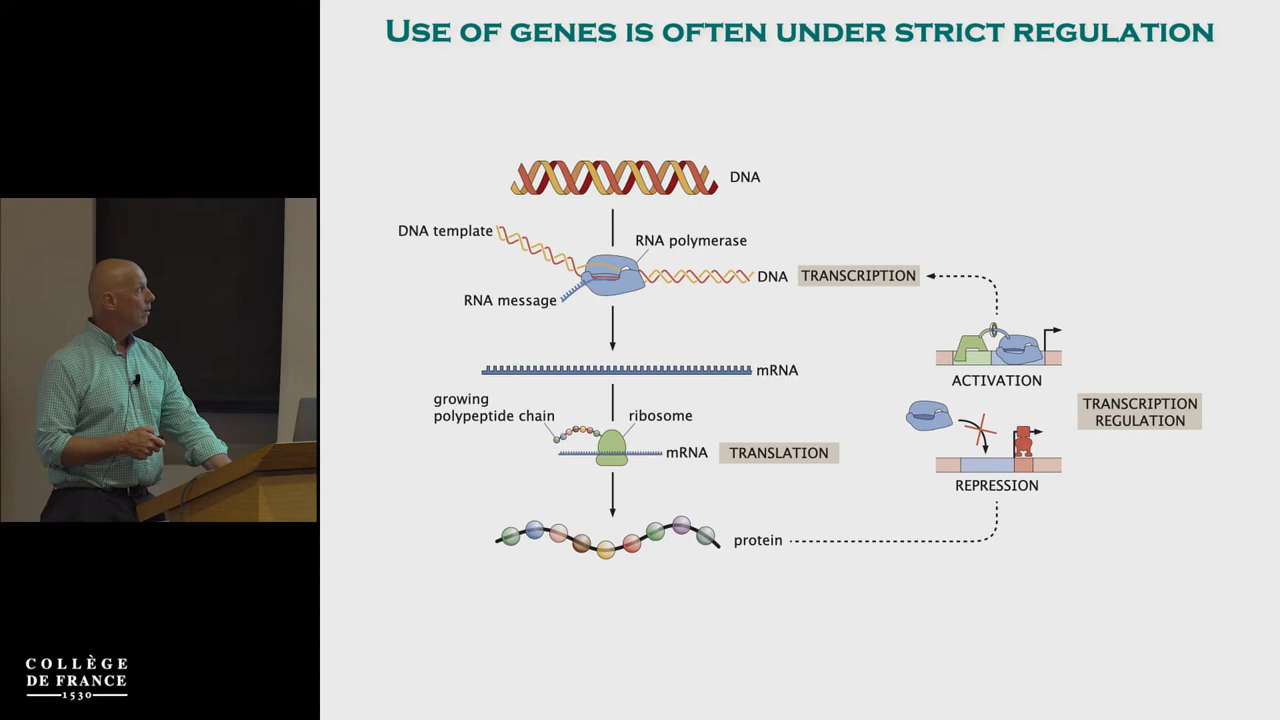 USE OF GENES IS OFTEN UNDER STRICT REGULATION
DNA
DNA template
RNA polymerase
DNA
TRANSCRIPTION
RNA message
mRNA
ACTIVATION
growing
polypeptide chain
ribosome
mRNA
TRANSLATION
TRANSCRIPTION
REGULATION
REPRESSION
protein
COLLÈGE
DE FRANCE
1530